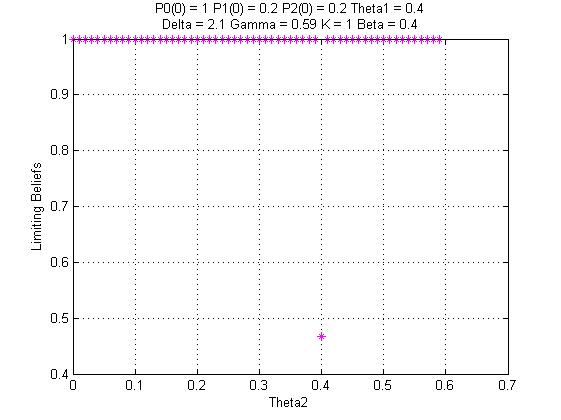 P0(0) = 1 P1(0) = 0.2 P2(0) = 0.2 Theta1 = 0.4
Delta = 2.1 Gamma = 0.59 K = 1 Beta = 0.4
1
0.9
0.8
0.7
0.6
0.5
0.4
Limiting Beliefs
0 0.1 0.2 0.3 0.4 0.5 0.6 0.7
Theta2